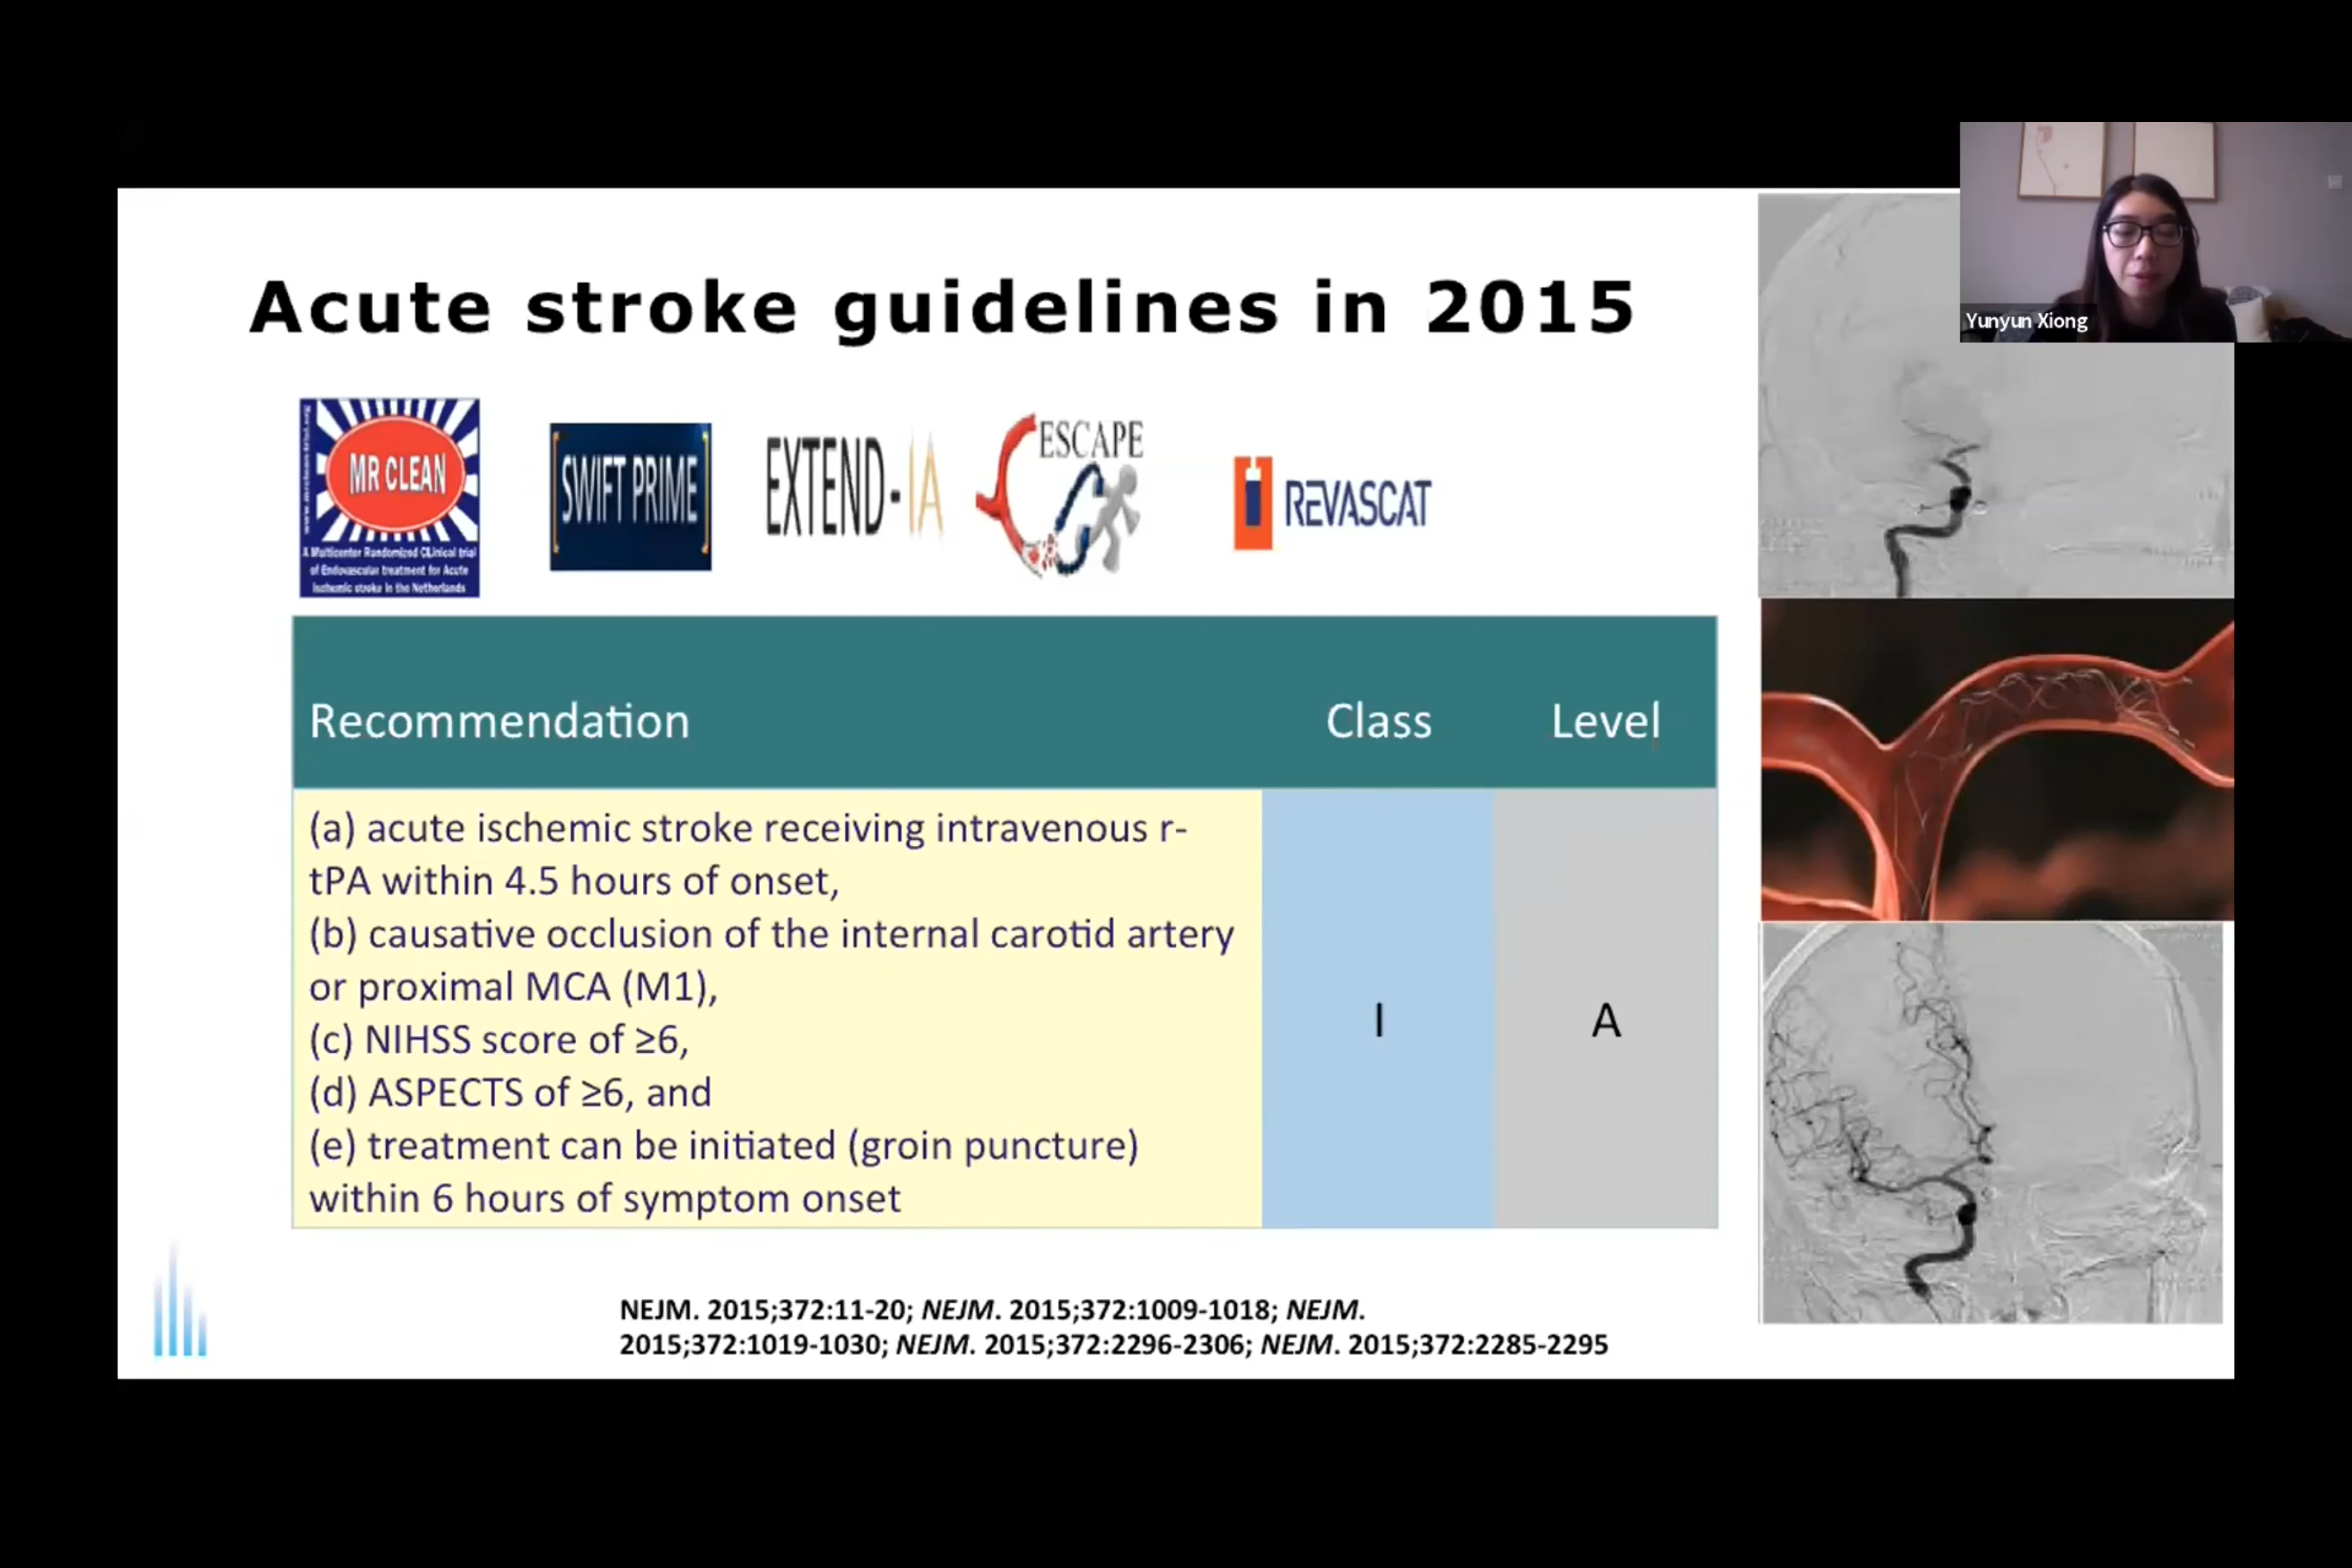 Acute stroke guidelines in 2015
Yunyun Xiong
MR CLEAN
A Multicenter Randomized CLinical trial
of Endovascular treatment for Acute
Ischemic stroke in the Netherlands
SWIFT PRIME
EXTEND-IA
ESCAPE
REVASCAT
Recommendation Class Level
(a) acute ischemic stroke receiving intravenous r-
tPA within 4.5 hours of onset,
(b) causative occlusion of the internal carotid artery
or proximal MCA (M1),
(c) NIHSS score of ≥6,
(d) ASPECTS of ≥6, and
(e) treatment can be initiated (groin puncture)
within 6 hours of symptom onset
I A
NEJM. 2015;372:11-20; NEJM. 2015;372:1009-1018; NEJM.
2015;372:1019-1030; NEJM. 2015;372:2296-2306; NEJM. 2015;372:2285-2295